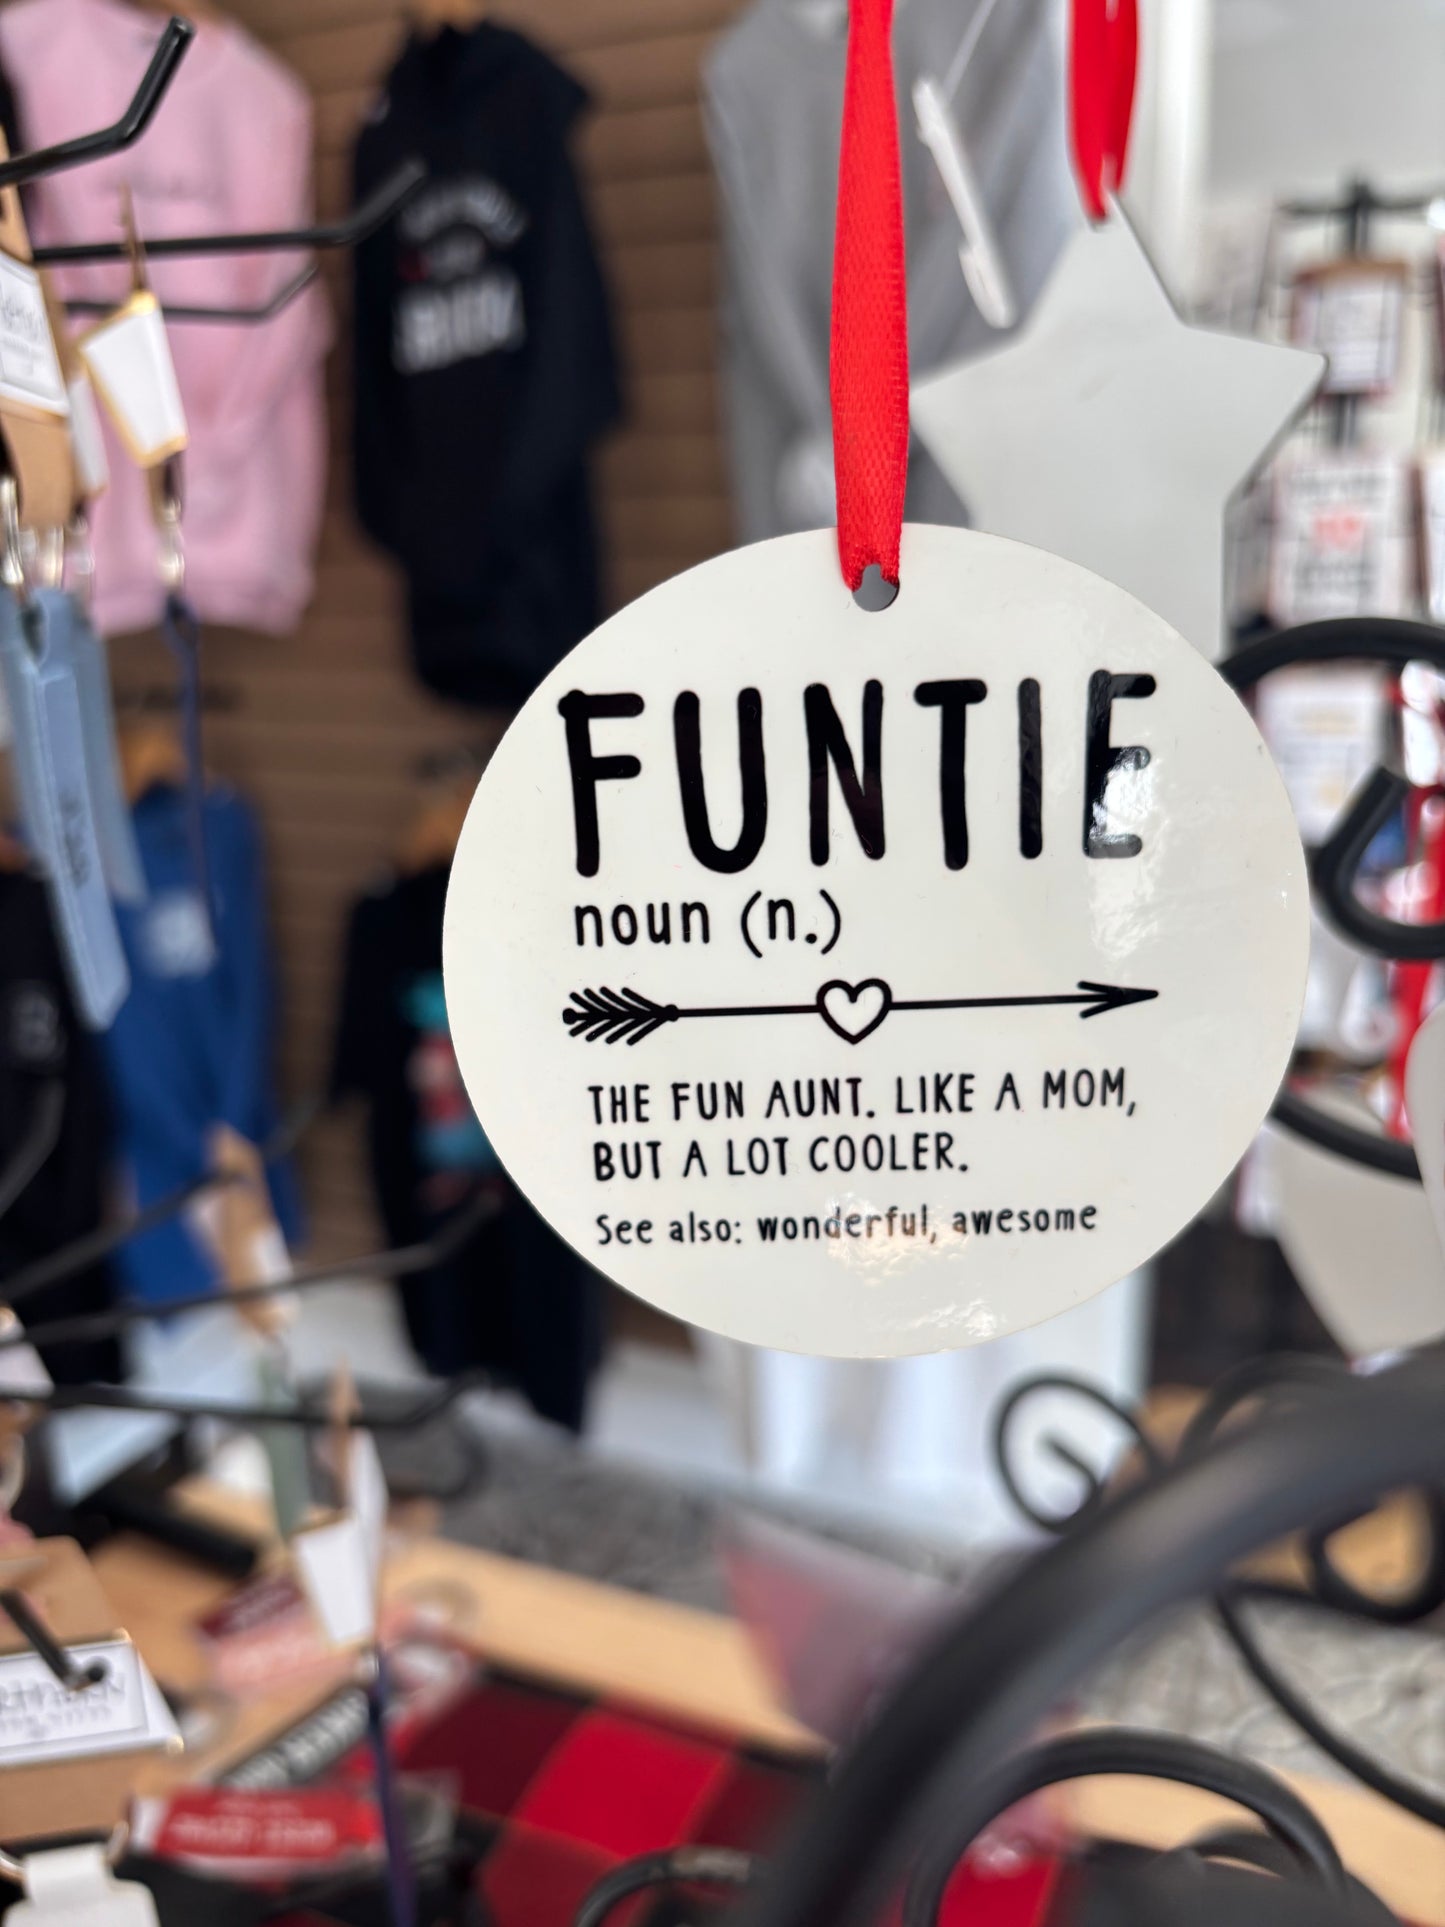 FUNTIE
noun (n.)
THE FUN AUNT. LIKE A MOM,
BUT A LOT COOLER.
See also: wonderful, awesome